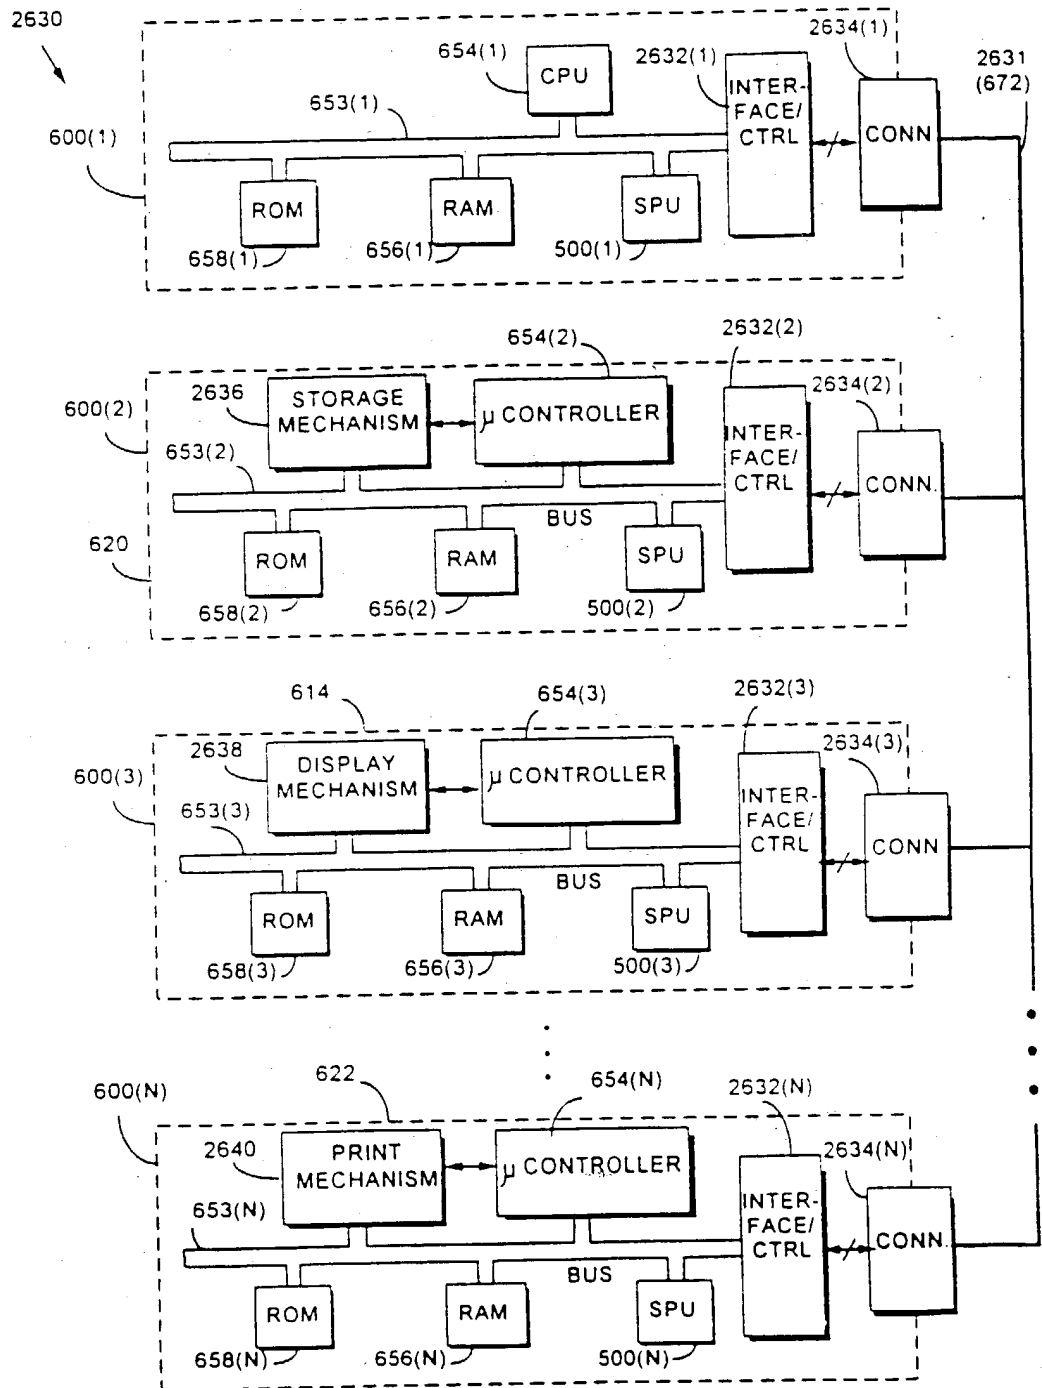 2630
654(1)
2632(1)
2634(1)
2631
(672)
CPU
INTER-
FACE/
CTRL
653(1)
600(1)
CONN
ROM
RAM
SPU
658(1)
656(1)
500(1)
654(2)
2632(2)
2634(2)
2636
STORAGE
MECHANISM
µ CONTROLLER
600(2)
INTER-
FACE/
CTRL
653(2)
CONN.
BUS
620
ROM
RAM
SPU
658(2)
656(2)
500(2)
614
654(3)
2632(3)
2634(3)
2638
DISPLAY
MECHANISM
µ CONTROLLER
600(3)
INTER-
FACE/
CTRL
653(3)
CONN
BUS
ROM
RAM
SPU
658(3)
656(3)
500(3)
622
654(N)
2632(N)
600(N)
2634(N)
2640
PRINT
MECHANISM
µ CONTROLLER
653(N)
INTER-
FACE/
CTRL
CONN.
BUS
ROM
RAM
SPU
658(N)
656(N)
500(N)